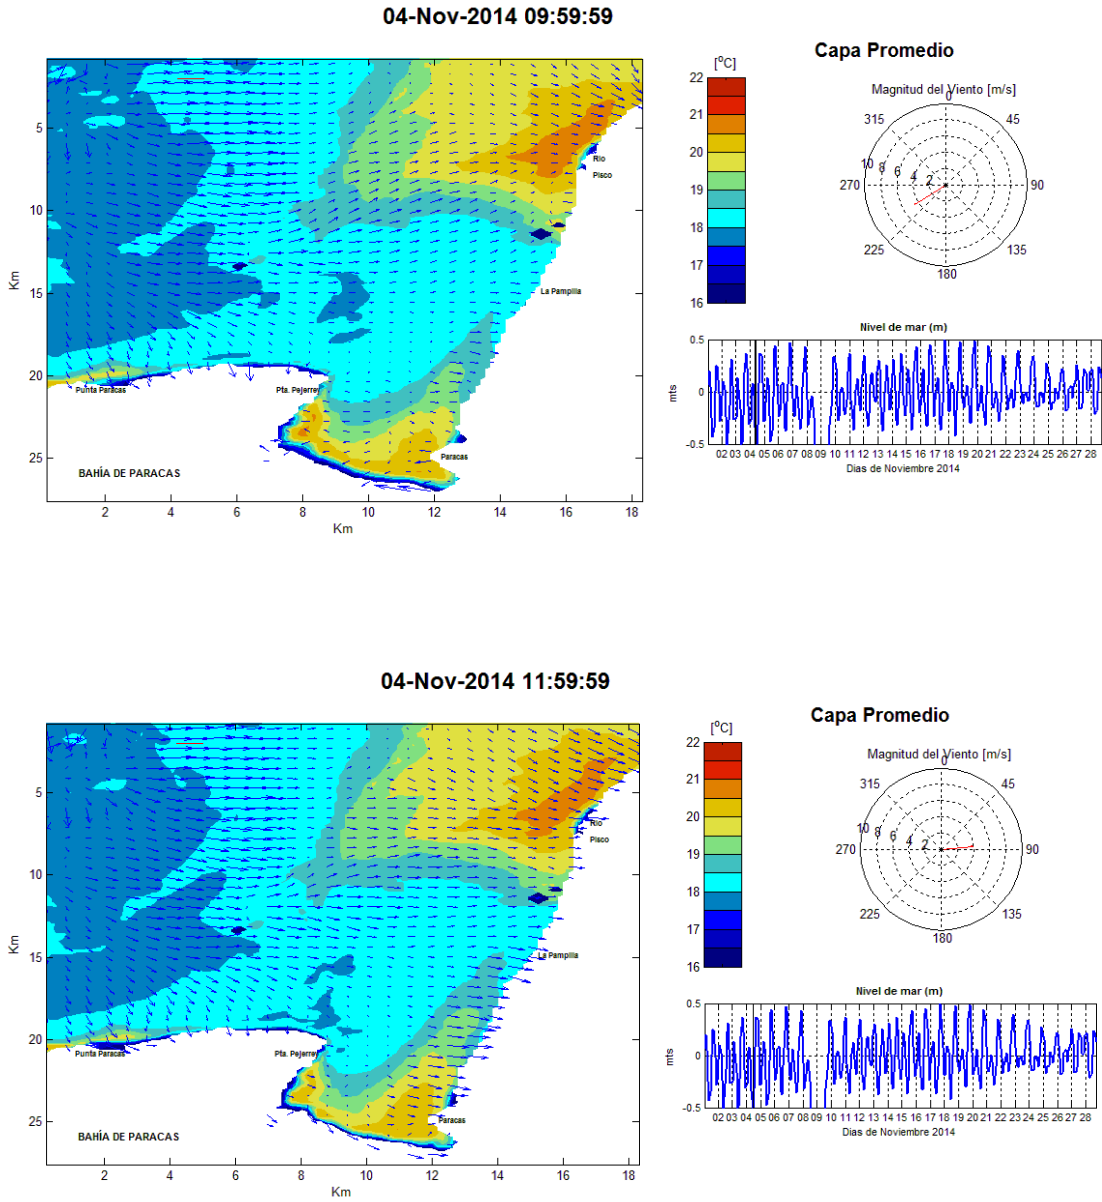 04-Nov-2014 09:59:59
Capa Promedio
[ºC]
22
21
20
19
18
17
16
Magnitud del Viento [m/s]
0
315
45
10 8 6 4 2
270
90
225
135
180
Km
5
10
15
20
25
Rio
Pisco
La Pampilla
Punta Paracas
Pta. Pejerrey
Paracas
BAHÍA DE PARACAS
2 4 6 8 10 12 14 16 18
Km
Nivel de mar (m)
mts
0.5
0
-0.5
02 03 04 05 06 07 08 09 10 11 12 13 14 15 16 17 18 19 20 21 22 23 24 25 26 27 28
Dias de Noviembre 2014
04-Nov-2014 11:59:59
Capa Promedio
[ºC]
22
21
20
19
18
17
16
Magnitud del Viento [m/s]
0
315
45
10 8 6 4 2
270
90
225
135
180
Km
5
10
15
20
25
Rio
Pisco
La Pampilla
Punta Paracas
Pta. Pejerrey
Paracas
BAHÍA DE PARACAS
2 4 6 8 10 12 14 16 18
Km
Nivel de mar (m)
mts
0.5
0
-0.5
02 03 04 05 06 07 08 09 10 11 12 13 14 15 16 17 18 19 20 21 22 23 24 25 26 27 28
Dias de Noviembre 2014